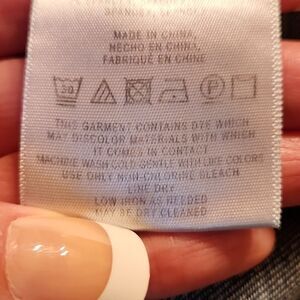 MADE IN CHINA,
HECHO EN CHINA,
FABRIQUÉ EN CHINE
30 P
THIS GARMENT CONTAINS DYE WHICH
MAY DISCOLOR MATERIALS WITH WHICH
IT COMES IN CONTACT
MACHINE WASH COLD GENTLE WITH LIKE COLORS
USE ONLY NON-CHLORINE BLEACH
LINE DRY
LOW IRON AS NEEDED
MAY BE DRY CLEANED